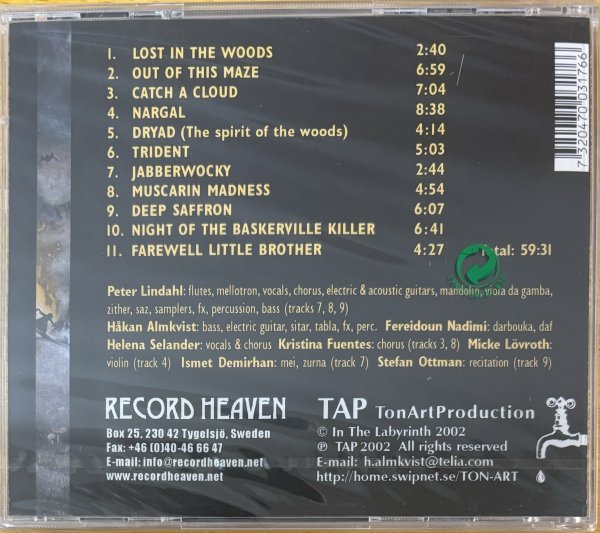 1. LOST IN THE WOODS 2:40
2. OUT OF THIS MAZE 6:59
3. CATCH A CLOUD 7:04
4. NARGAL 8:38
5. DRYAD (The spirit of the woods) 4:14
6. TRIDENT 5:03
7. JABBERWOCKY 2:44
8. MUSCARIN MADNESS 4:54
9. DEEP SAFFRON 6:07
10. NIGHT OF THE BASKERVILLE KILLER 6:41
11. FAREWELL LITTLE BROTHER 4:27 Total: 59:31
7 320470 031766
Peter Lindahl: flutes, mellotron, vocals, chorus, electric & acoustic guitars, mandolin, viola da gamba,
zither, saz, samplers, fx, percussion, bass (tracks 7, 8, 9)
Håkan Almkvist: bass, electric guitar, sitar, tabla, fx, perc. Fereidoun Nadimi: darbouka, daf
Helena Selander: vocals & chorus Kristina Fuentes: chorus (tracks 3, 8) Micke Lövroth:
violin (track 4) Ismet Demirhan: mei, zurna (track 7) Stefan Ottman: recitation (track 9)
RECORD HEAVEN
Box 25, 230 42 Tygelsjö, Sweden
Fax: +46 (0)40-46 66 47
E-mail: info@recordheaven.net
www.recordheaven.net
TAP TonArtProduction
© In The Labyrinth 2002
℗ TAP 2002 All rights reserved
E-mail: h.almkvist@telia.com
http://home.swipnet.se/TON-ART